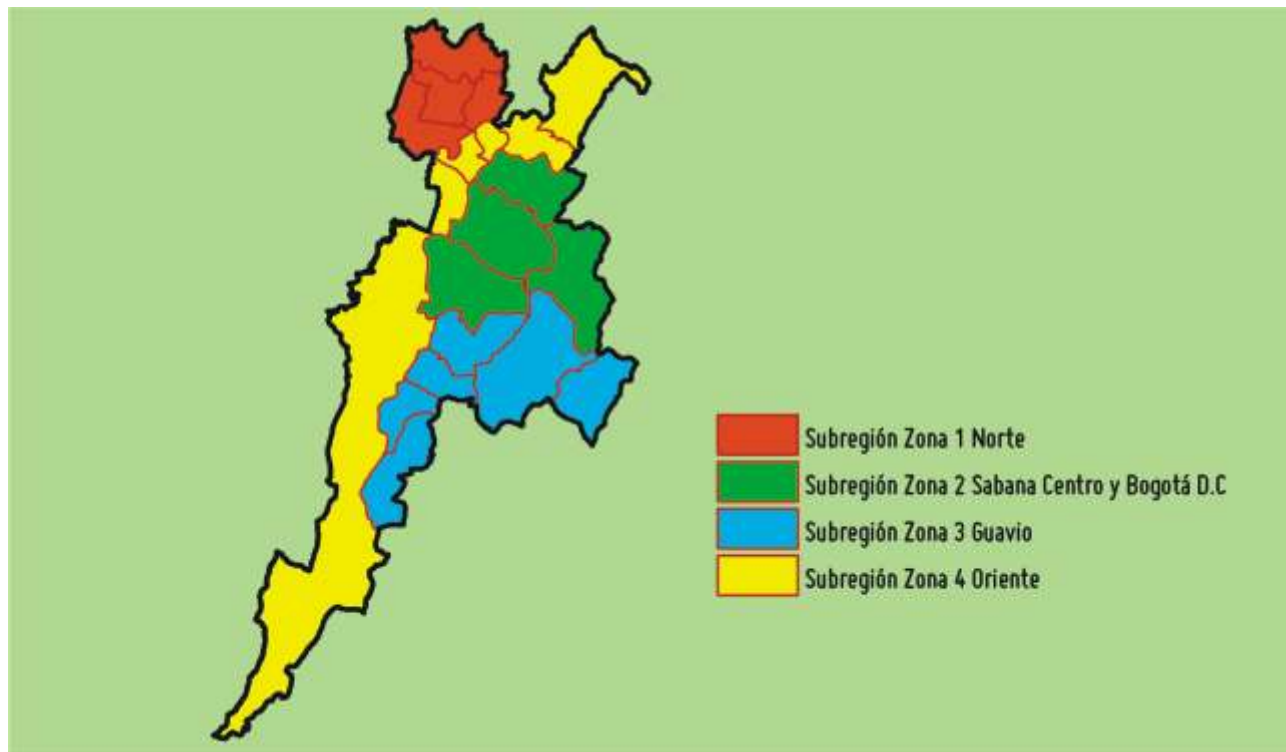 Subregión Zona 1 Norte
Subregión Zona 2 Sabana Centro y Bogotá D.C
Subregión Zona 3 Guavio
Subregión Zona 4 Oriente